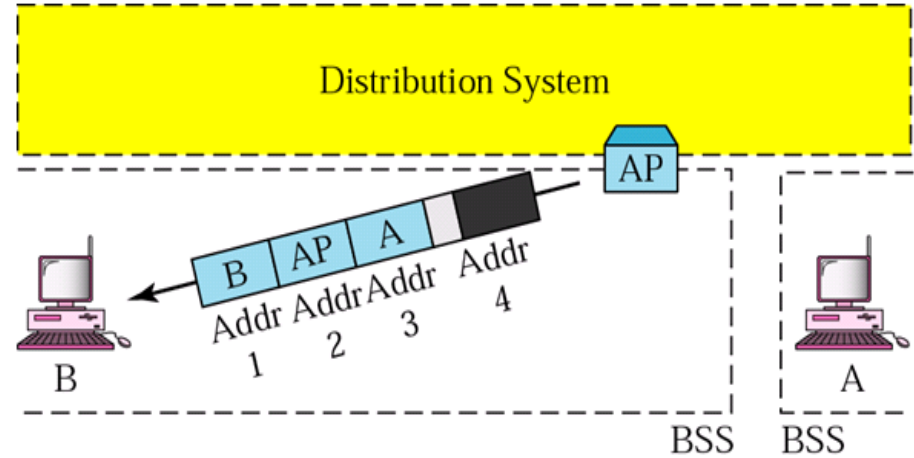 Distribution System
AP
B AP A
Addr Addr Addr Addr
1 2 3 4
B
A
BSS BSS